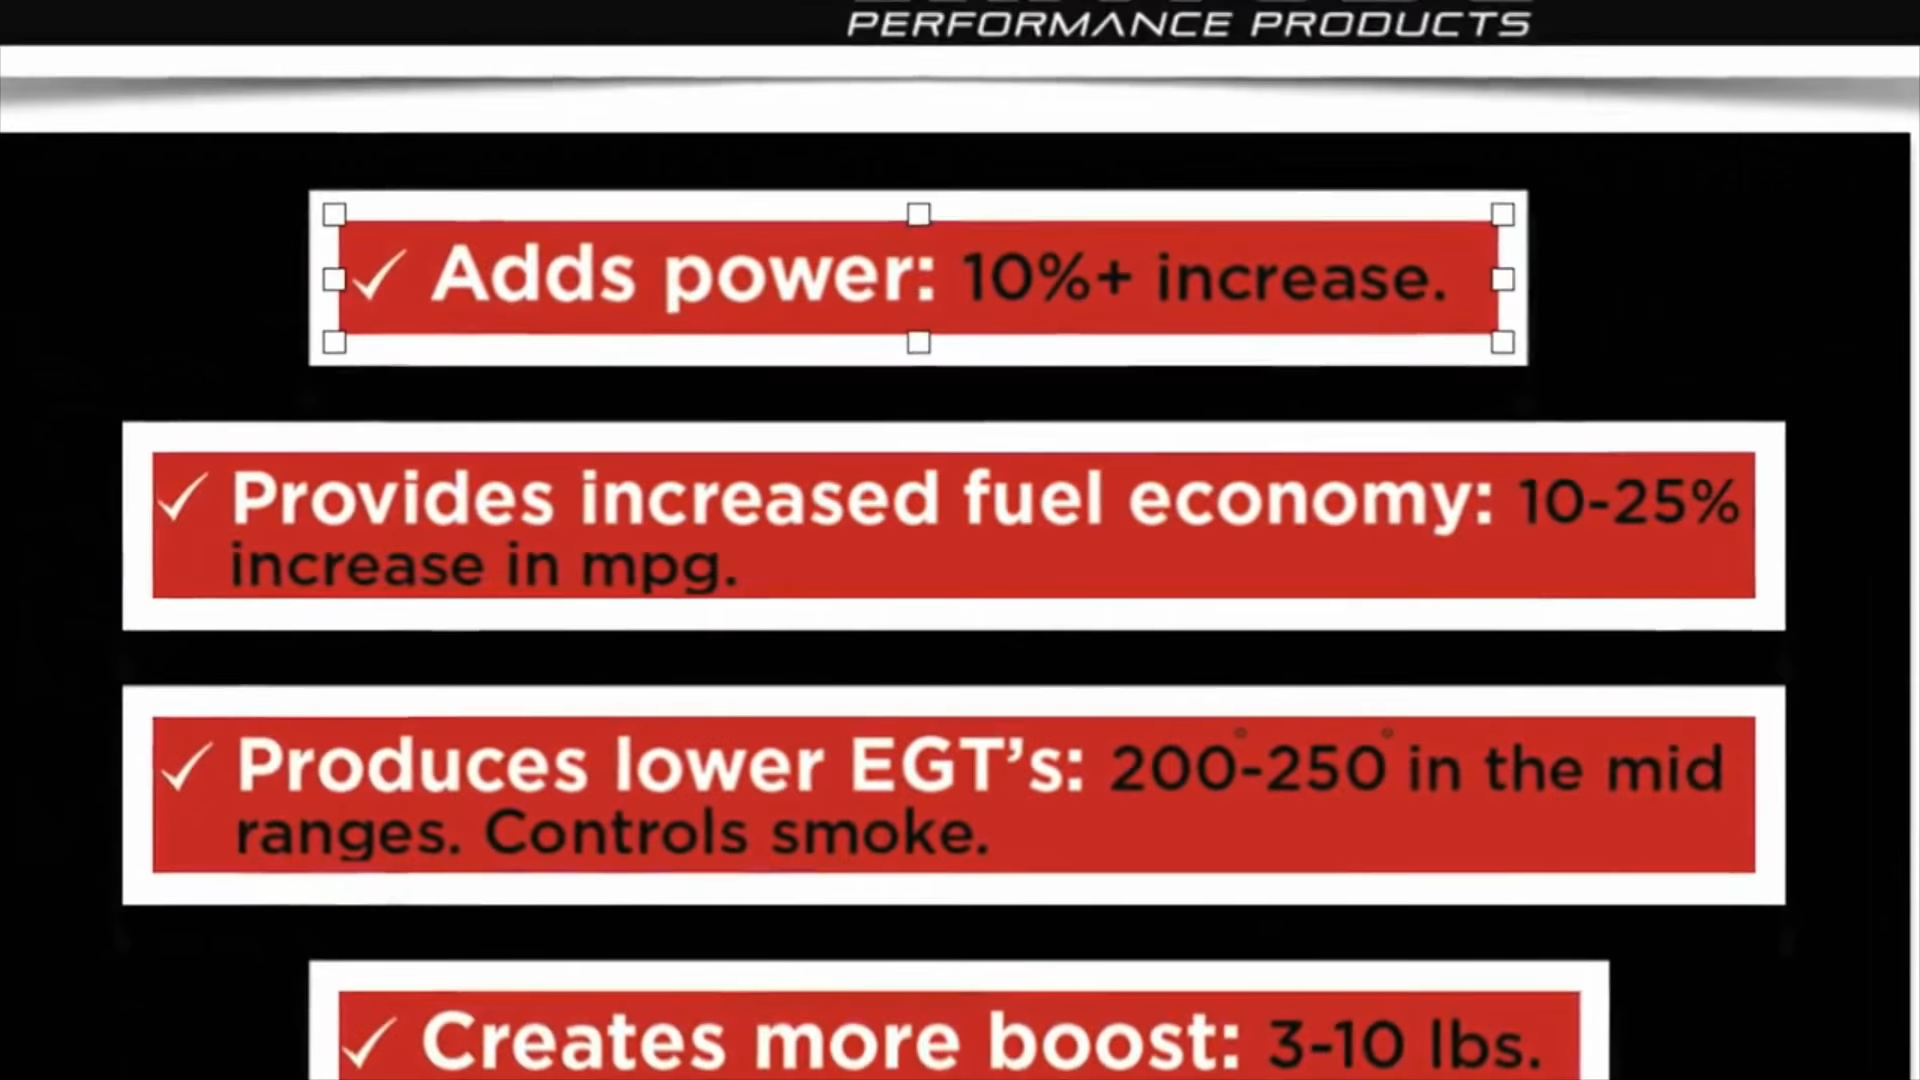 PERFORMANCE PRODUCTS
✓ Adds power: 10%+ increase.
✓ Provides increased fuel economy: 10-25%
increase in mpg.
✓ Produces lower EGT’s: 200°-250° in the mid
ranges. Controls smoke.
✓ Creates more boost: 3-10 lbs.